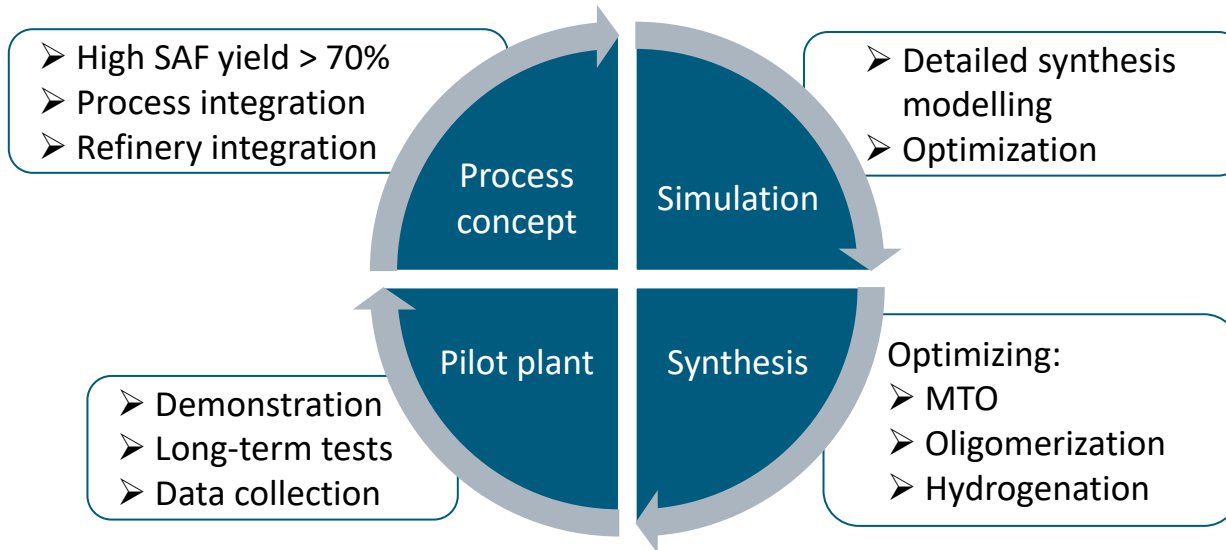 ➢ High SAF yield > 70%
➢ Process integration
➢ Refinery integration
Process
concept
Simulation
➢ Detailed synthesis
modelling
➢ Optimization
Pilot plant
➢ Demonstration
➢ Long-term tests
➢ Data collection
Synthesis
Optimizing:
➢ MTO
➢ Oligomerization
➢ Hydrogenation